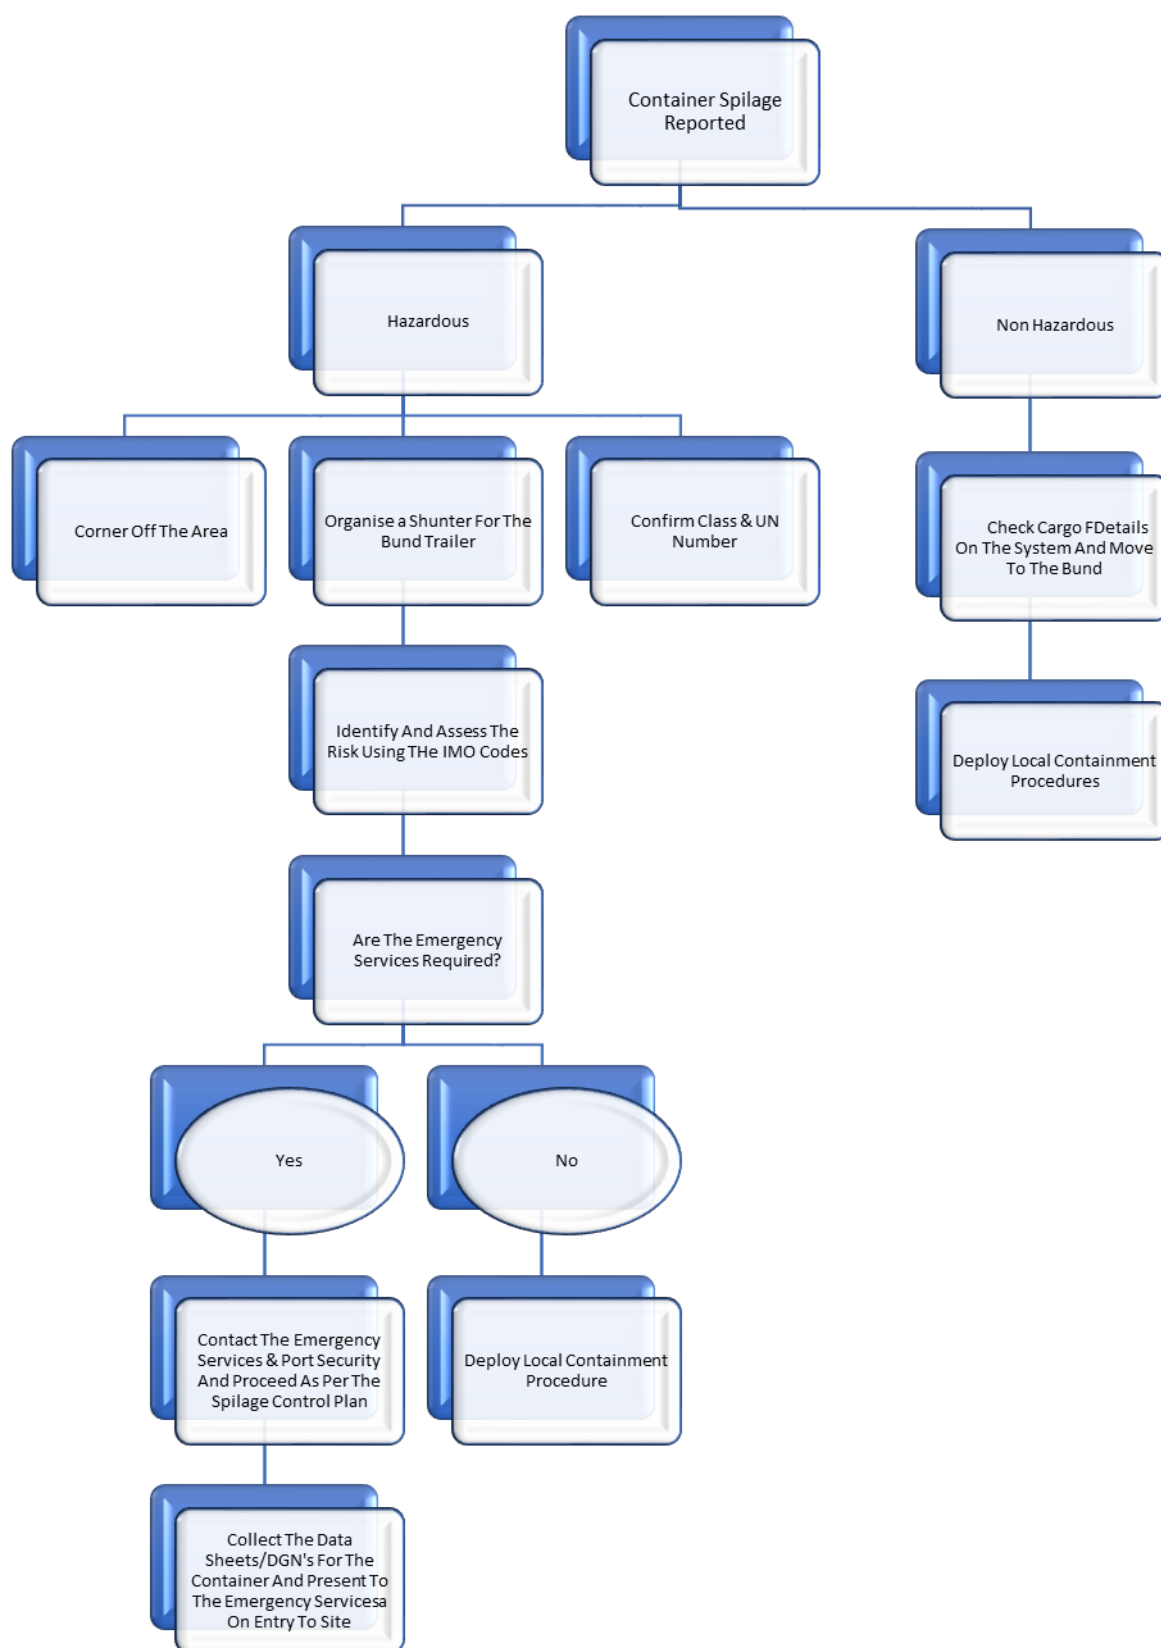 Container Spilage
Reported
Hazardous
Non Hazardous
Corner Off The Area
Organise a Shunter For The
Bund Trailer
Confirm Class & UN
Number
Check Cargo FDetails
On The System And Move
To The Bund
Identify And Assess The
Risk Using THe IMO Codes
Deploy Local Containment
Procedures
Are The Emergency
Services Required?
Yes
No
Contact The Emergency
Services & Port Security
And Proceed As Per The
Spilage Control Plan
Deploy Local Containment
Procedure
Collect The Data
Sheets/DGN's For The
Container And Present To
The Emergency Servicesa
On Entry To Site